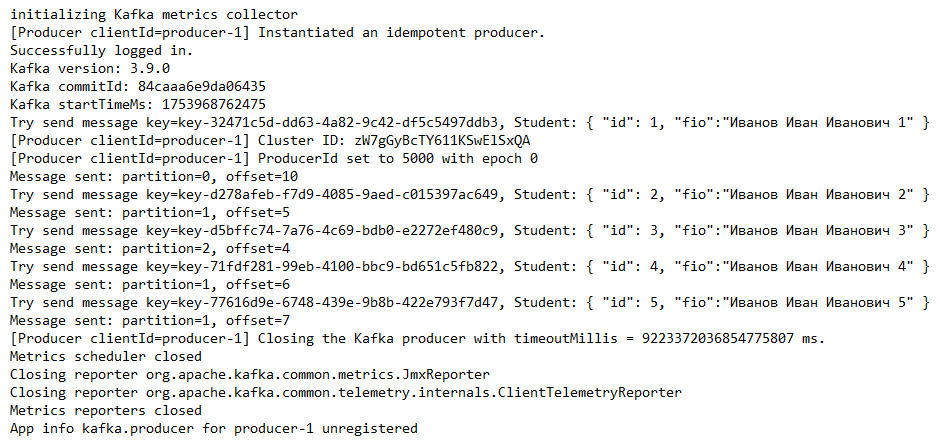 initializing Kafka metrics collector
[Producer clientId=producer-1] Instantiated an idempotent producer.
Successfully logged in.
Kafka version: 3.9.0
Kafka commitId: 84caaa6e9da06435
Kafka startTimeMs: 1753968762475
Try send message key=key-32471c5d-dd63-4a82-9c42-df5c5497ddb3, Student: { "id": 1, "fio":"Иванов Иван Иванович 1" }
[Producer clientId=producer-1] Cluster ID: zW7gGyBcTY611KSwElSxQA
[Producer clientId=producer-1] ProducerId set to 5000 with epoch 0
Message sent: partition=0, offset=10
Try send message key=key-d278afeb-f7d9-4085-9aed-c015397ac649, Student: { "id": 2, "fio":"Иванов Иван Иванович 2" }
Message sent: partition=1, offset=5
Try send message key=key-d5bffc74-7a76-4c69-bdb0-e2272ef480c9, Student: { "id": 3, "fio":"Иванов Иван Иванович 3" }
Message sent: partition=2, offset=4
Try send message key=key-71fdf281-99eb-4100-bbc9-bd651c5fb822, Student: { "id": 4, "fio":"Иванов Иван Иванович 4" }
Message sent: partition=1, offset=6
Try send message key=key-77616d9e-6748-439e-9b8b-422e793f7d47, Student: { "id": 5, "fio":"Иванов Иван Иванович 5" }
Message sent: partition=1, offset=7
[Producer clientId=producer-1] Closing the Kafka producer with timeoutMillis = 9223372036854775807 ms.
Metrics scheduler closed
Closing reporter org.apache.kafka.common.metrics.JmxReporter
Closing reporter org.apache.kafka.common.telemetry.internals.ClientTelemetryReporter
Metrics reporters closed
App info kafka.producer for producer-1 unregistered